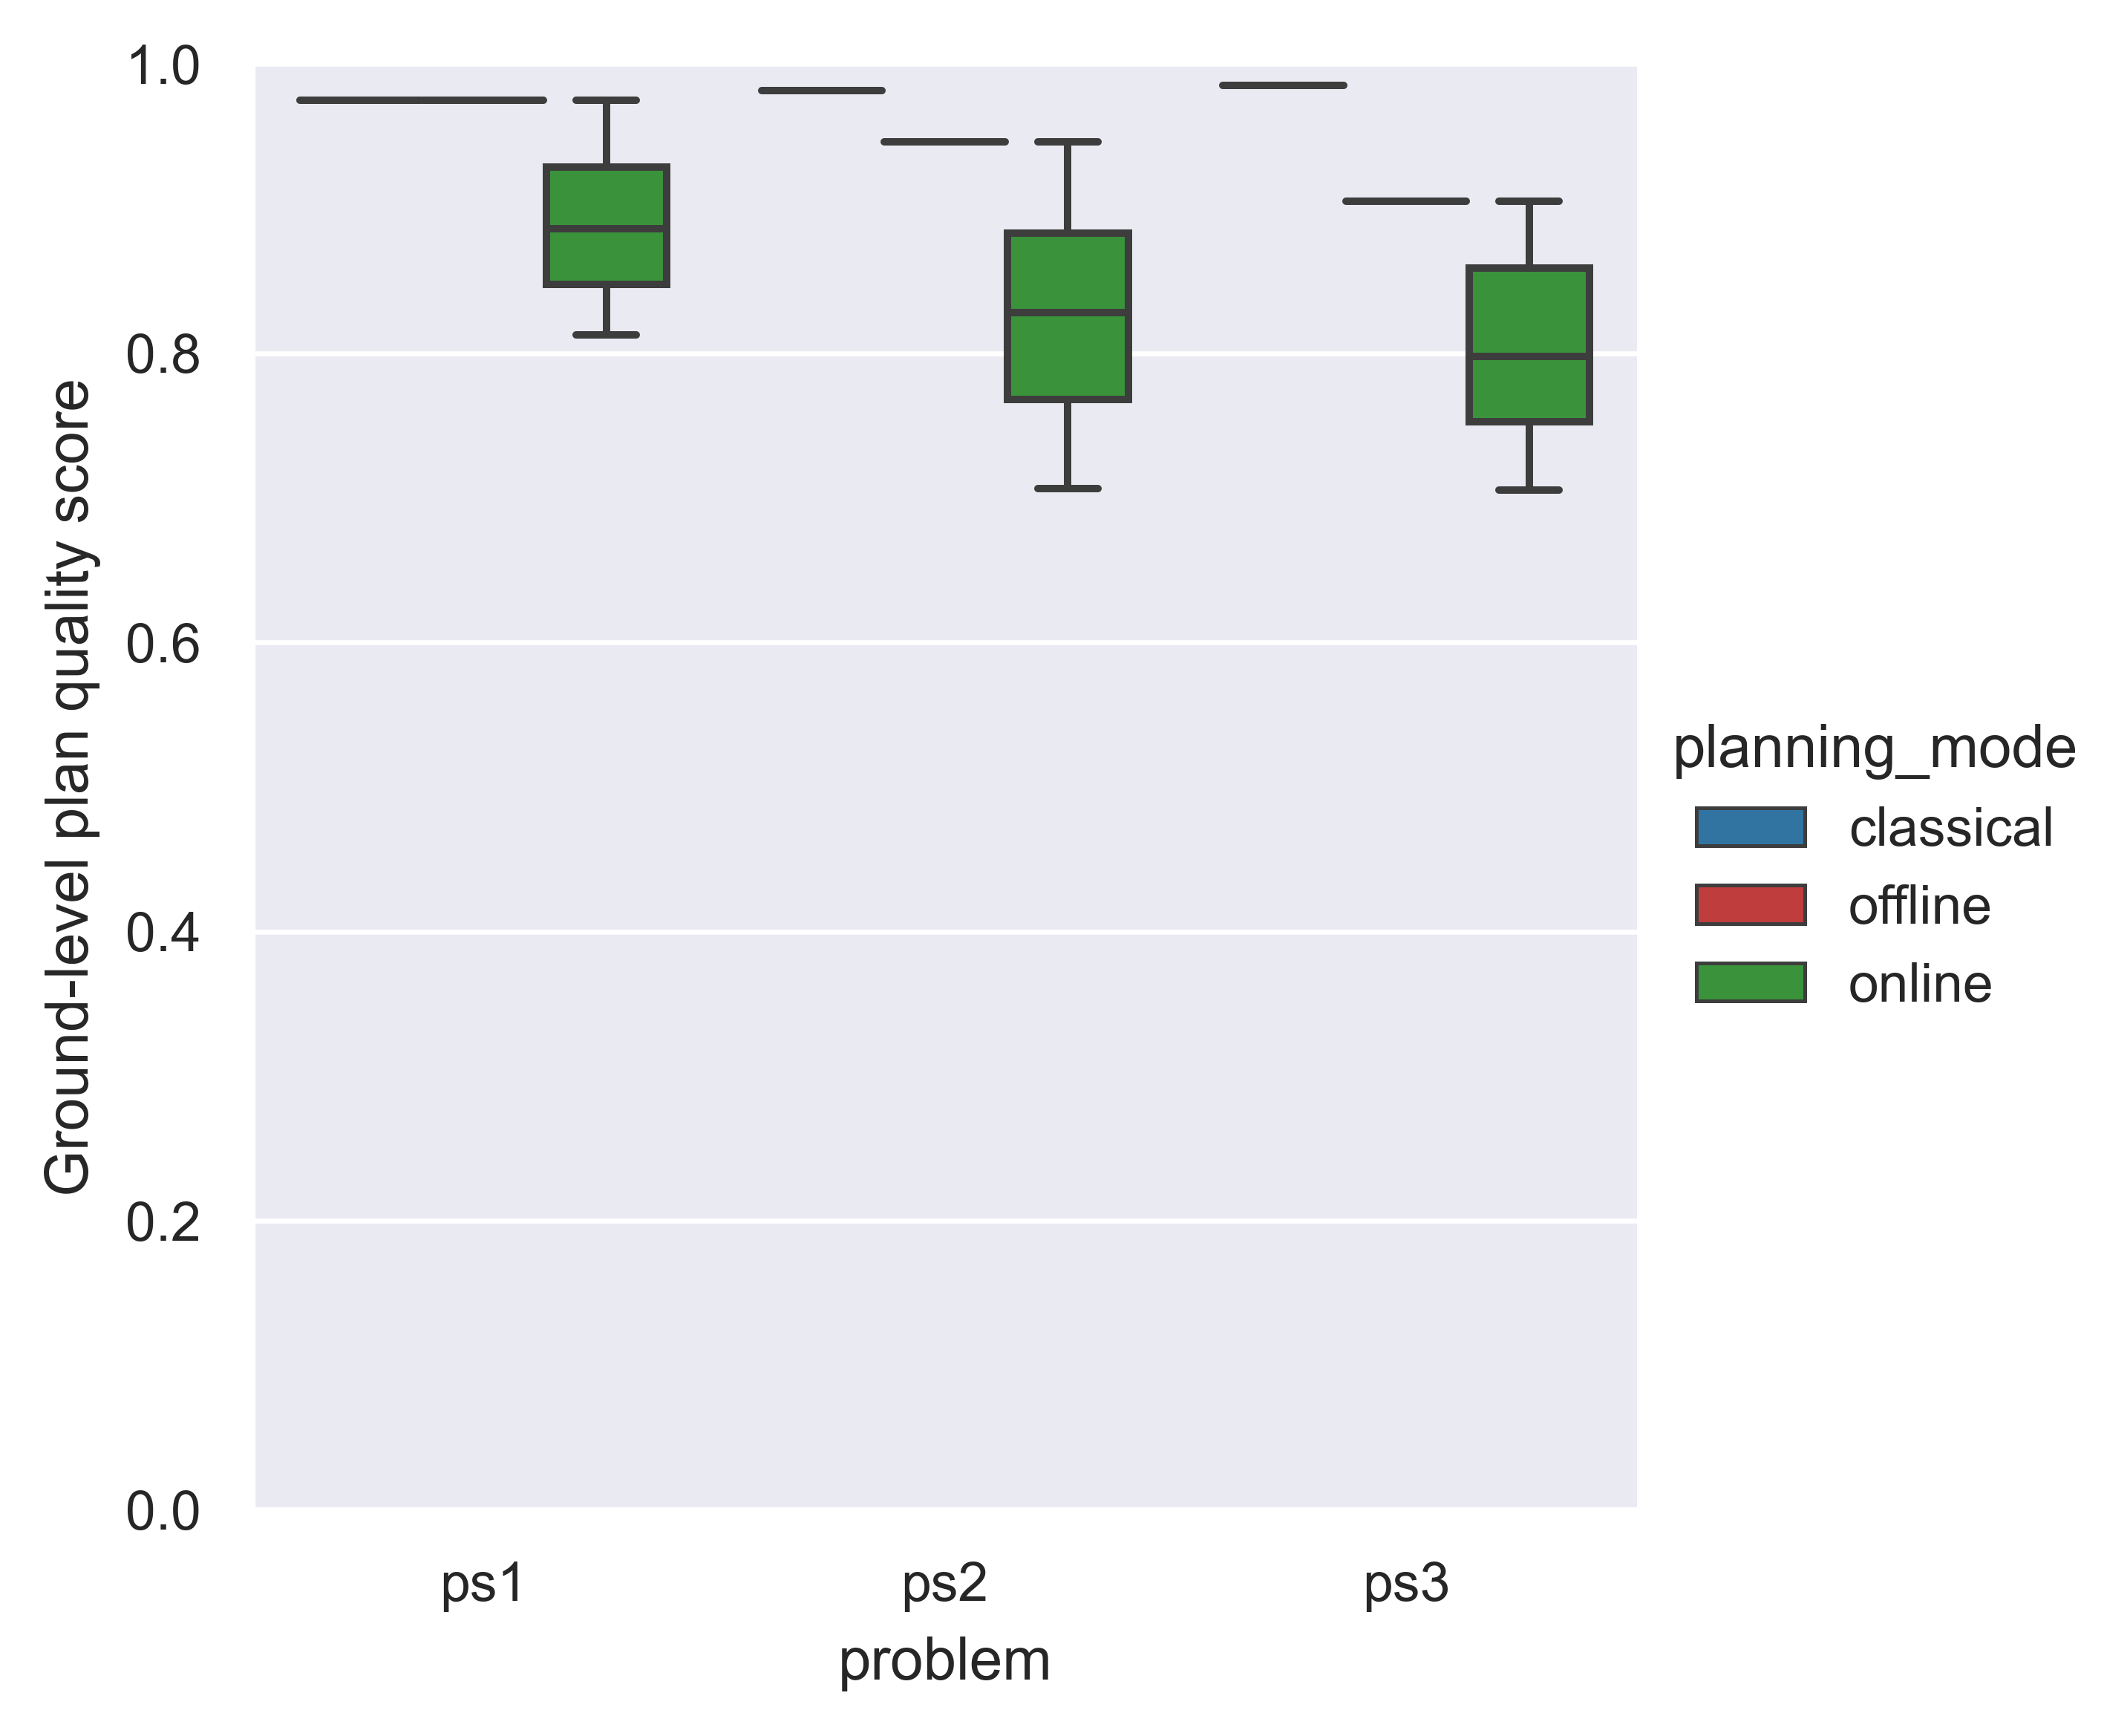 Ground-level plan quality score
1.0
0.8
0.6
0.4
0.2
0.0
ps1
ps2
ps3
problem
planning_mode
classical
offline
online